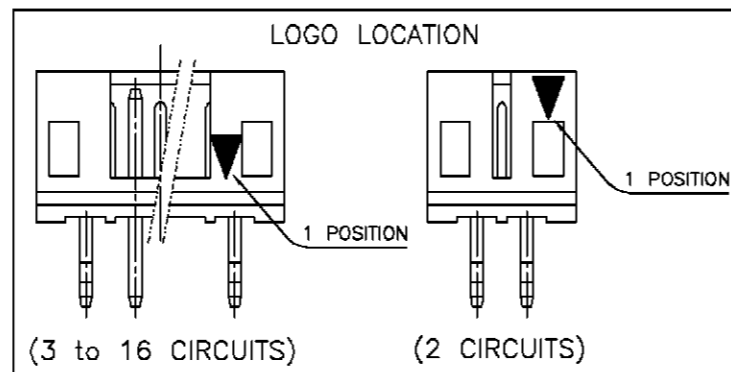 LOGO LOCATION
1 POSITION
1 POSITION
(3 to 16 CIRCUITS)
(2 CIRCUITS)